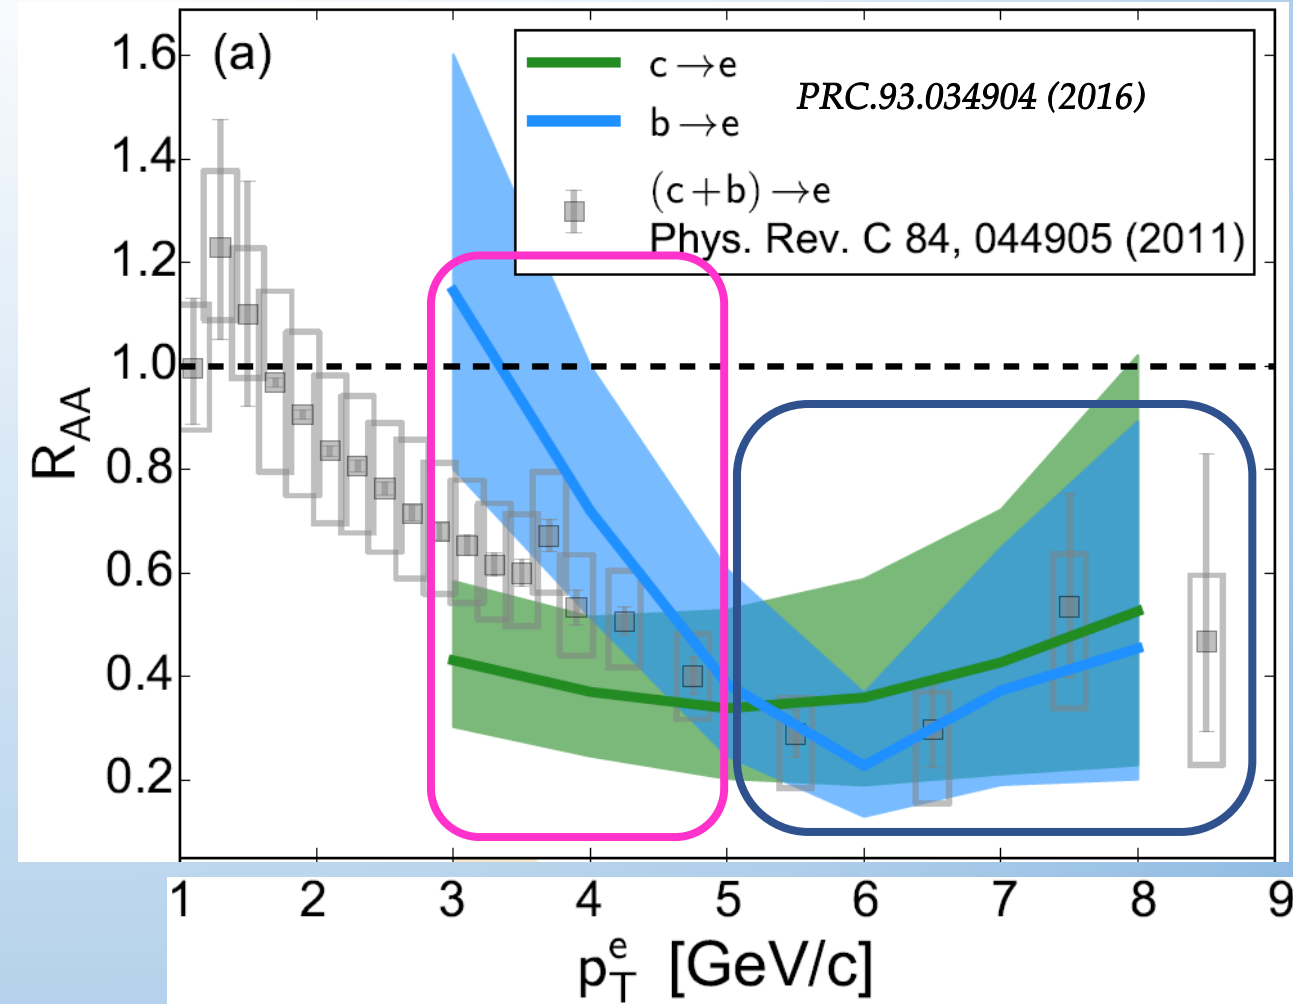 (a)
c→e
b→e
PRC.93.034904 (2016)
(c+b)→e
Phys. Rev. C 84, 044905 (2011)
1.6
1.4
1.2
1.0
0.8
0.6
0.4
0.2
R_AA
1 2 3 4 5 6 7 8 9
p_T^e [GeV/c]